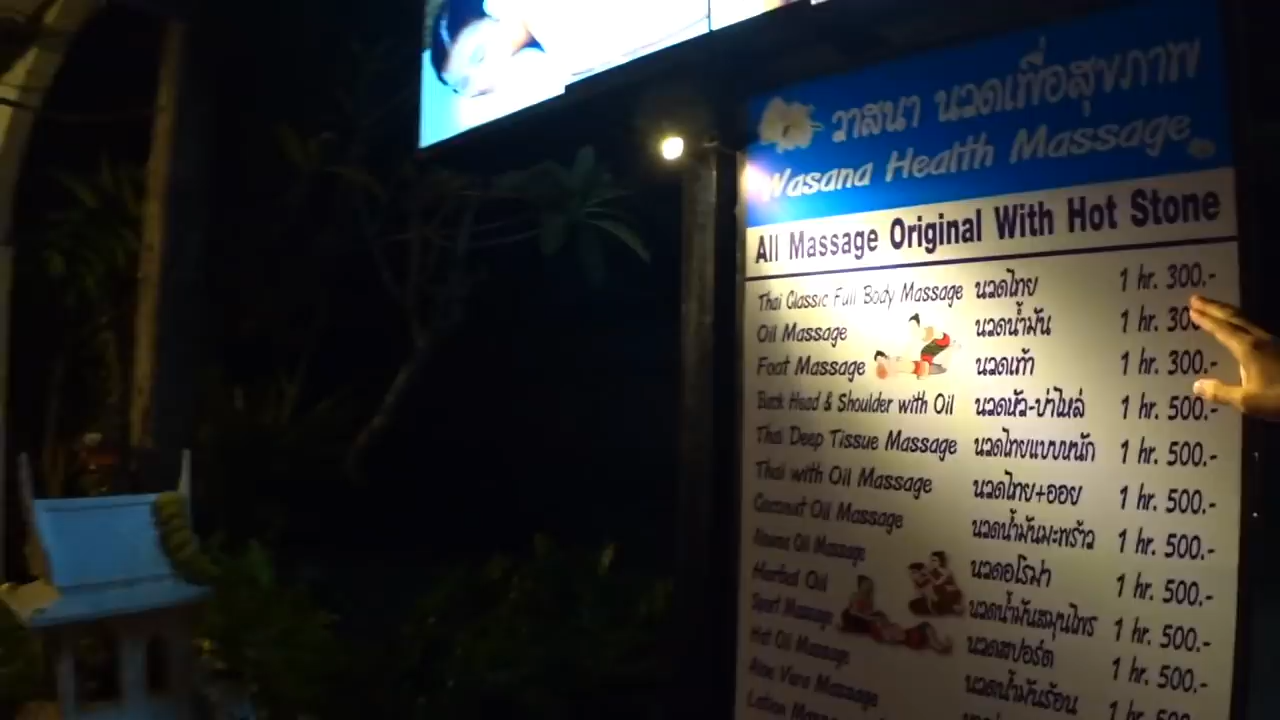 วาสนา นวดเพื่อสุขภาพ
Wasana Health Massage
All Massage Original With Hot Stone
Thai Classic Full Body Massage นวดไทย 1 hr. 300.-
Oil Massage นวดน้ำมัน 1 hr. 300
Foot Massage นวดเท้า 1 hr. 300.-
Back Head & Shoulder with Oil นวดหัว-บ่าไหล่ 1 hr. 500.-
Thai Deep Tissue Massage นวดไทยแบบหนัก 1 hr. 500.-
Thai with Oil Massage นวดไทย+ออย 1 hr. 500.-
Coconut Oil Massage นวดน้ำมันมะพร้าว 1 hr. 500.-
Aroma Oil Massage นวดอโรม่า 1 hr. 500.-
Herbal Oil นวดน้ำมันสมุนไพร 1 hr. 500.-
Sport Massage นวดสปอร์ต 1 hr. 500.-
Hot Oil Massage นวดน้ำมันร้อน 1 hr.
Aloe Vera Massage
Lotion